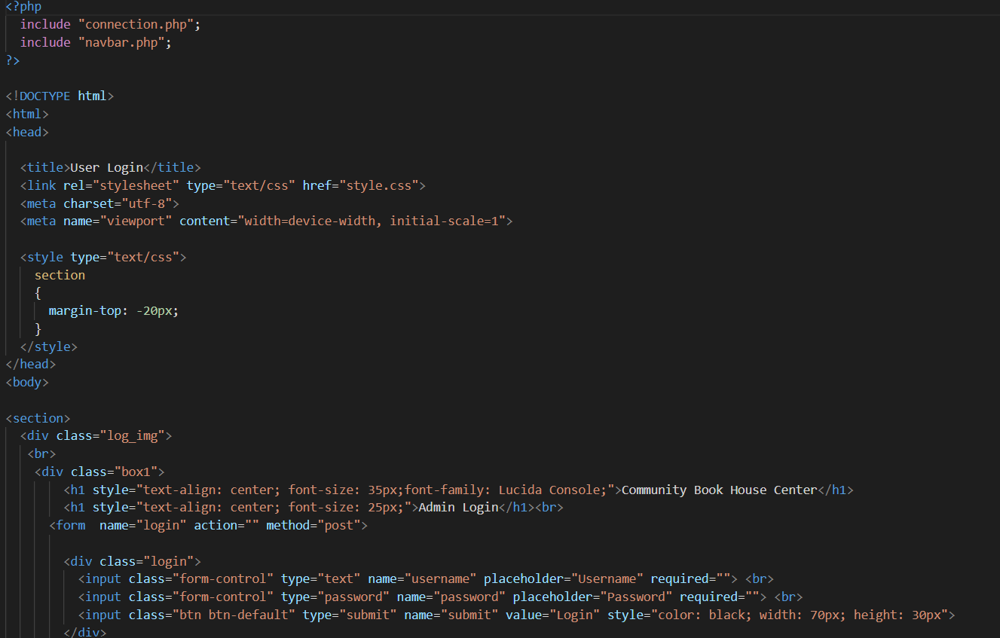 <?php
include "connection.php";
include "navbar.php";
?>
<!DOCTYPE html>
<html>
<head>
<title>User Login</title>
<link rel="stylesheet" type="text/css" href="style.css">
<meta charset="utf-8">
<meta name="viewport" content="width=device-width, initial-scale=1">
<style type="text/css">
section
{
margin-top: -20px;
}
</style>
</head>
<body>
<section>
<div class="log_img">
<br>
<div class="box1">
<h1 style="text-align: center; font-size: 35px;font-family: Lucida Console;">Community Book House Center</h1>
<h1 style="text-align: center; font-size: 25px;">Admin Login</h1><br>
<form  name="login" action="" method="post">
<div class="login">
<input class="form-control" type="text" name="username" placeholder="Username" required=""> <br>
<input class="form-control" type="password" name="password" placeholder="Password" required=""> <br>
<input class="btn btn-default" type="submit" name="submit" value="Login" style="color: black; width: 70px; height: 30px">
</div>